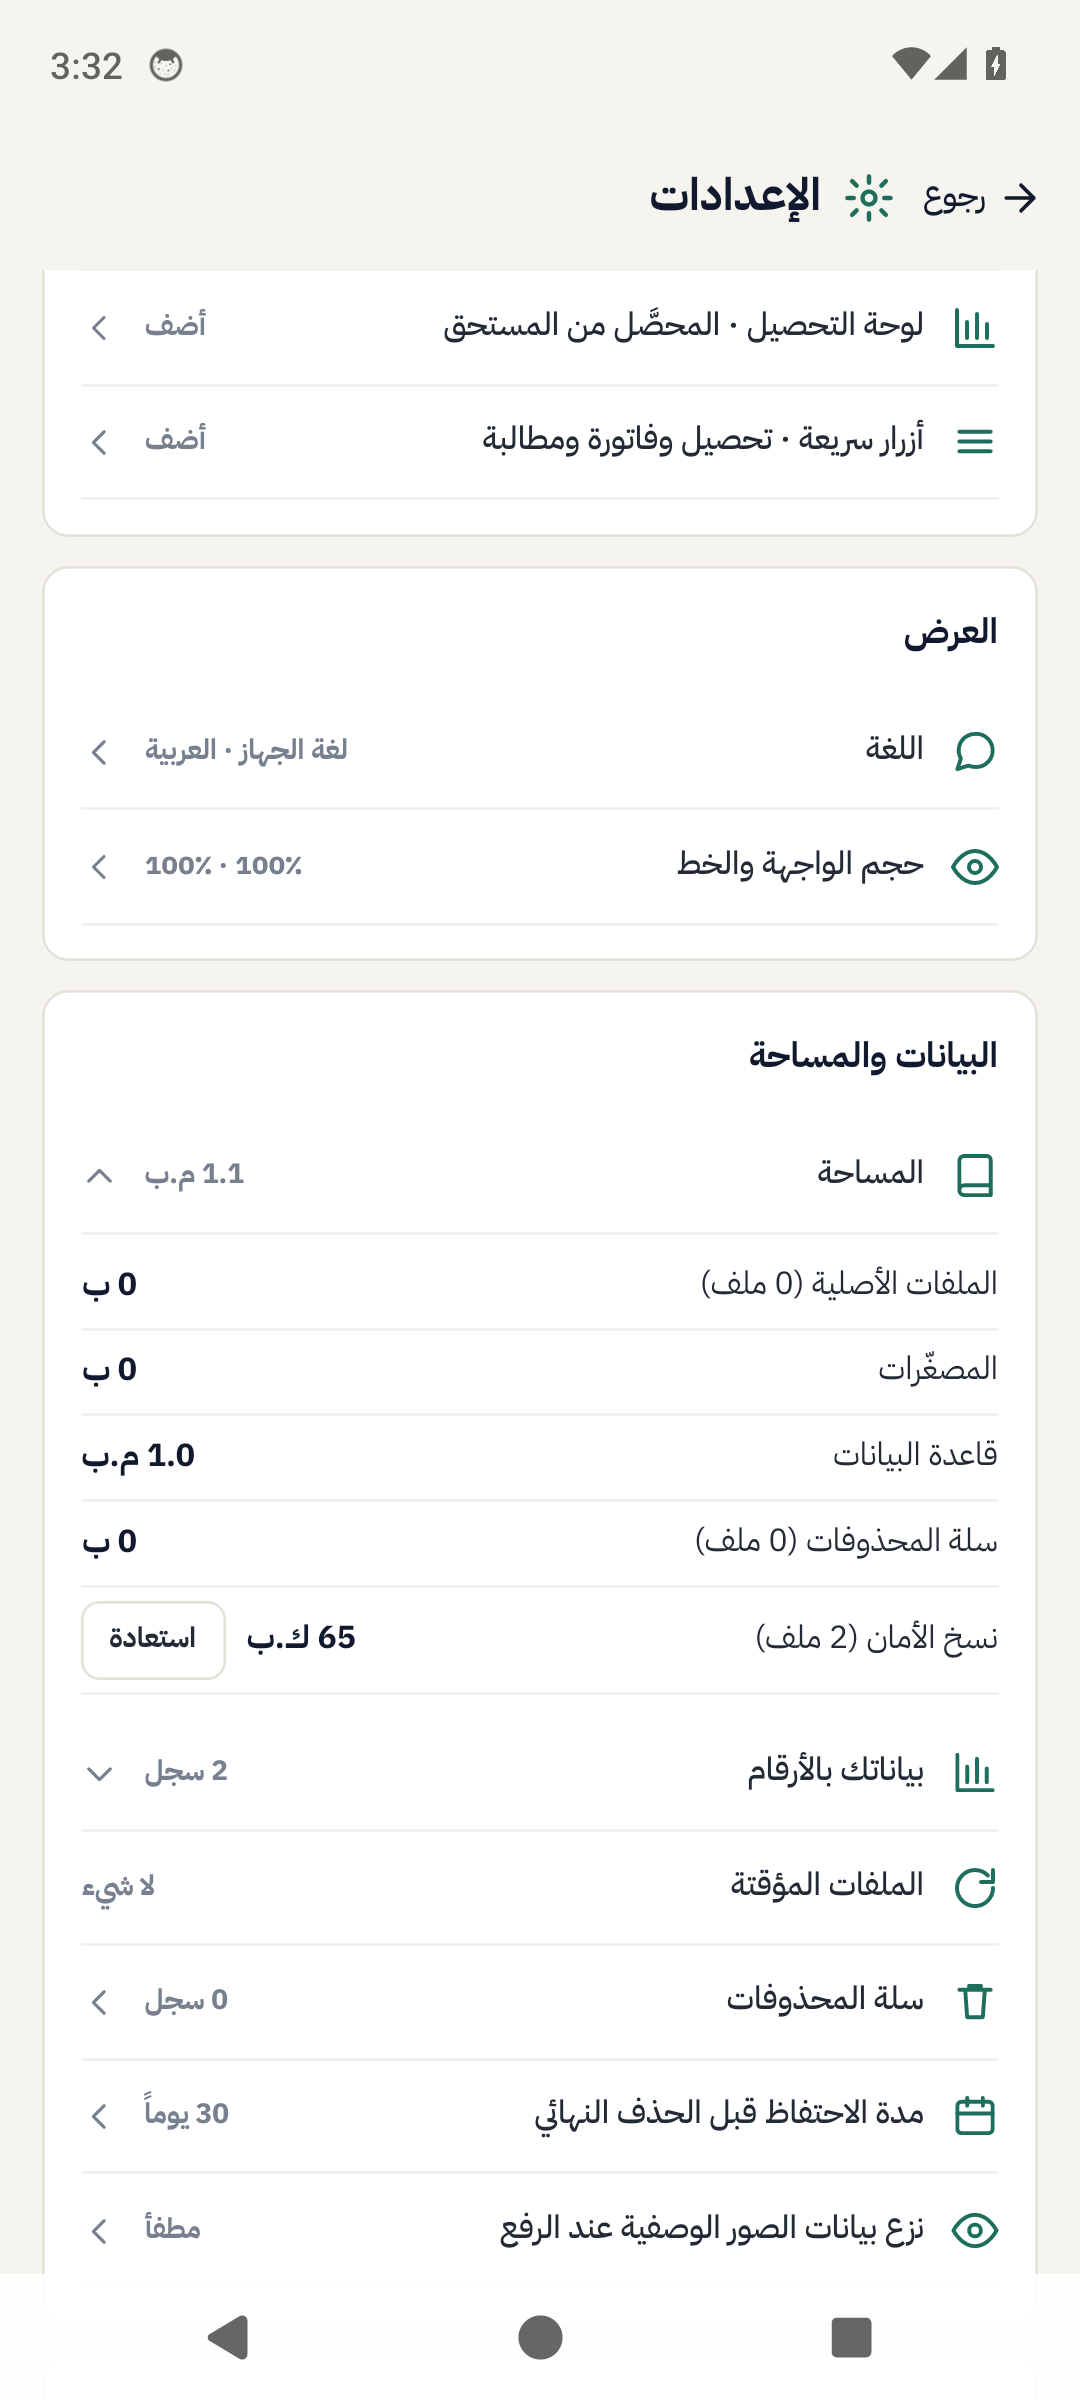 3:32
رجوع
الإعدادات
لوحة التحصيل · المحصَّل من المستحق
أضف
أزرار سريعة · تحصيل وفاتورة ومطالبة
أضف
العرض
اللغة
لغة الجهاز · العربية
حجم الواجهة والخط
100٪ · 100٪
البيانات والمساحة
المساحة
1.1 م.ب
الملفات الأصلية (0 ملف)
0 ب
المصغّرات
0 ب
قاعدة البيانات
1.0 م.ب
سلة المحذوفات (0 ملف)
0 ب
نسخ الأمان (2 ملف)
65 ك.ب
استعادة
بياناتك بالأرقام
2 سجل
الملفات المؤقتة
لا شيء
سلة المحذوفات
0 سجل
مدة الاحتفاظ قبل الحذف النهائي
30 يوماً
نزع بيانات الصور الوصفية عند الرفع
مطفأ